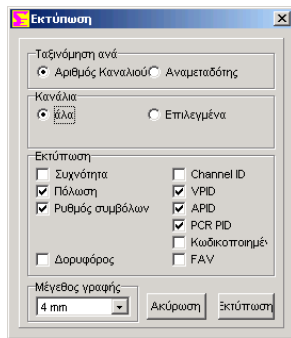 Εκτύπωση
Ταξινόμηση ανά
Αριθμός Καναλιού Αναμεταδότης
Κανάλια
όλα Επιλεγμένα
Εκτύπωση
Συχνότητα Channel ID
Πόλωση VPID
Ρυθμός συμβόλων APID
PCR PID
Κωδικοποιημέν
Δορυφόρος FAV
Μέγεθος γραφής
4 mm Ακύρωση Εκτύπωση